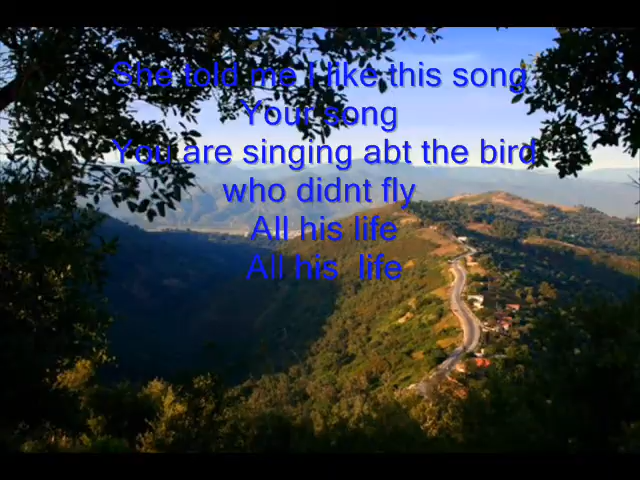 She told me I like this song
Your song
You are singing abt the bird
who didnt fly
All his life
All his life